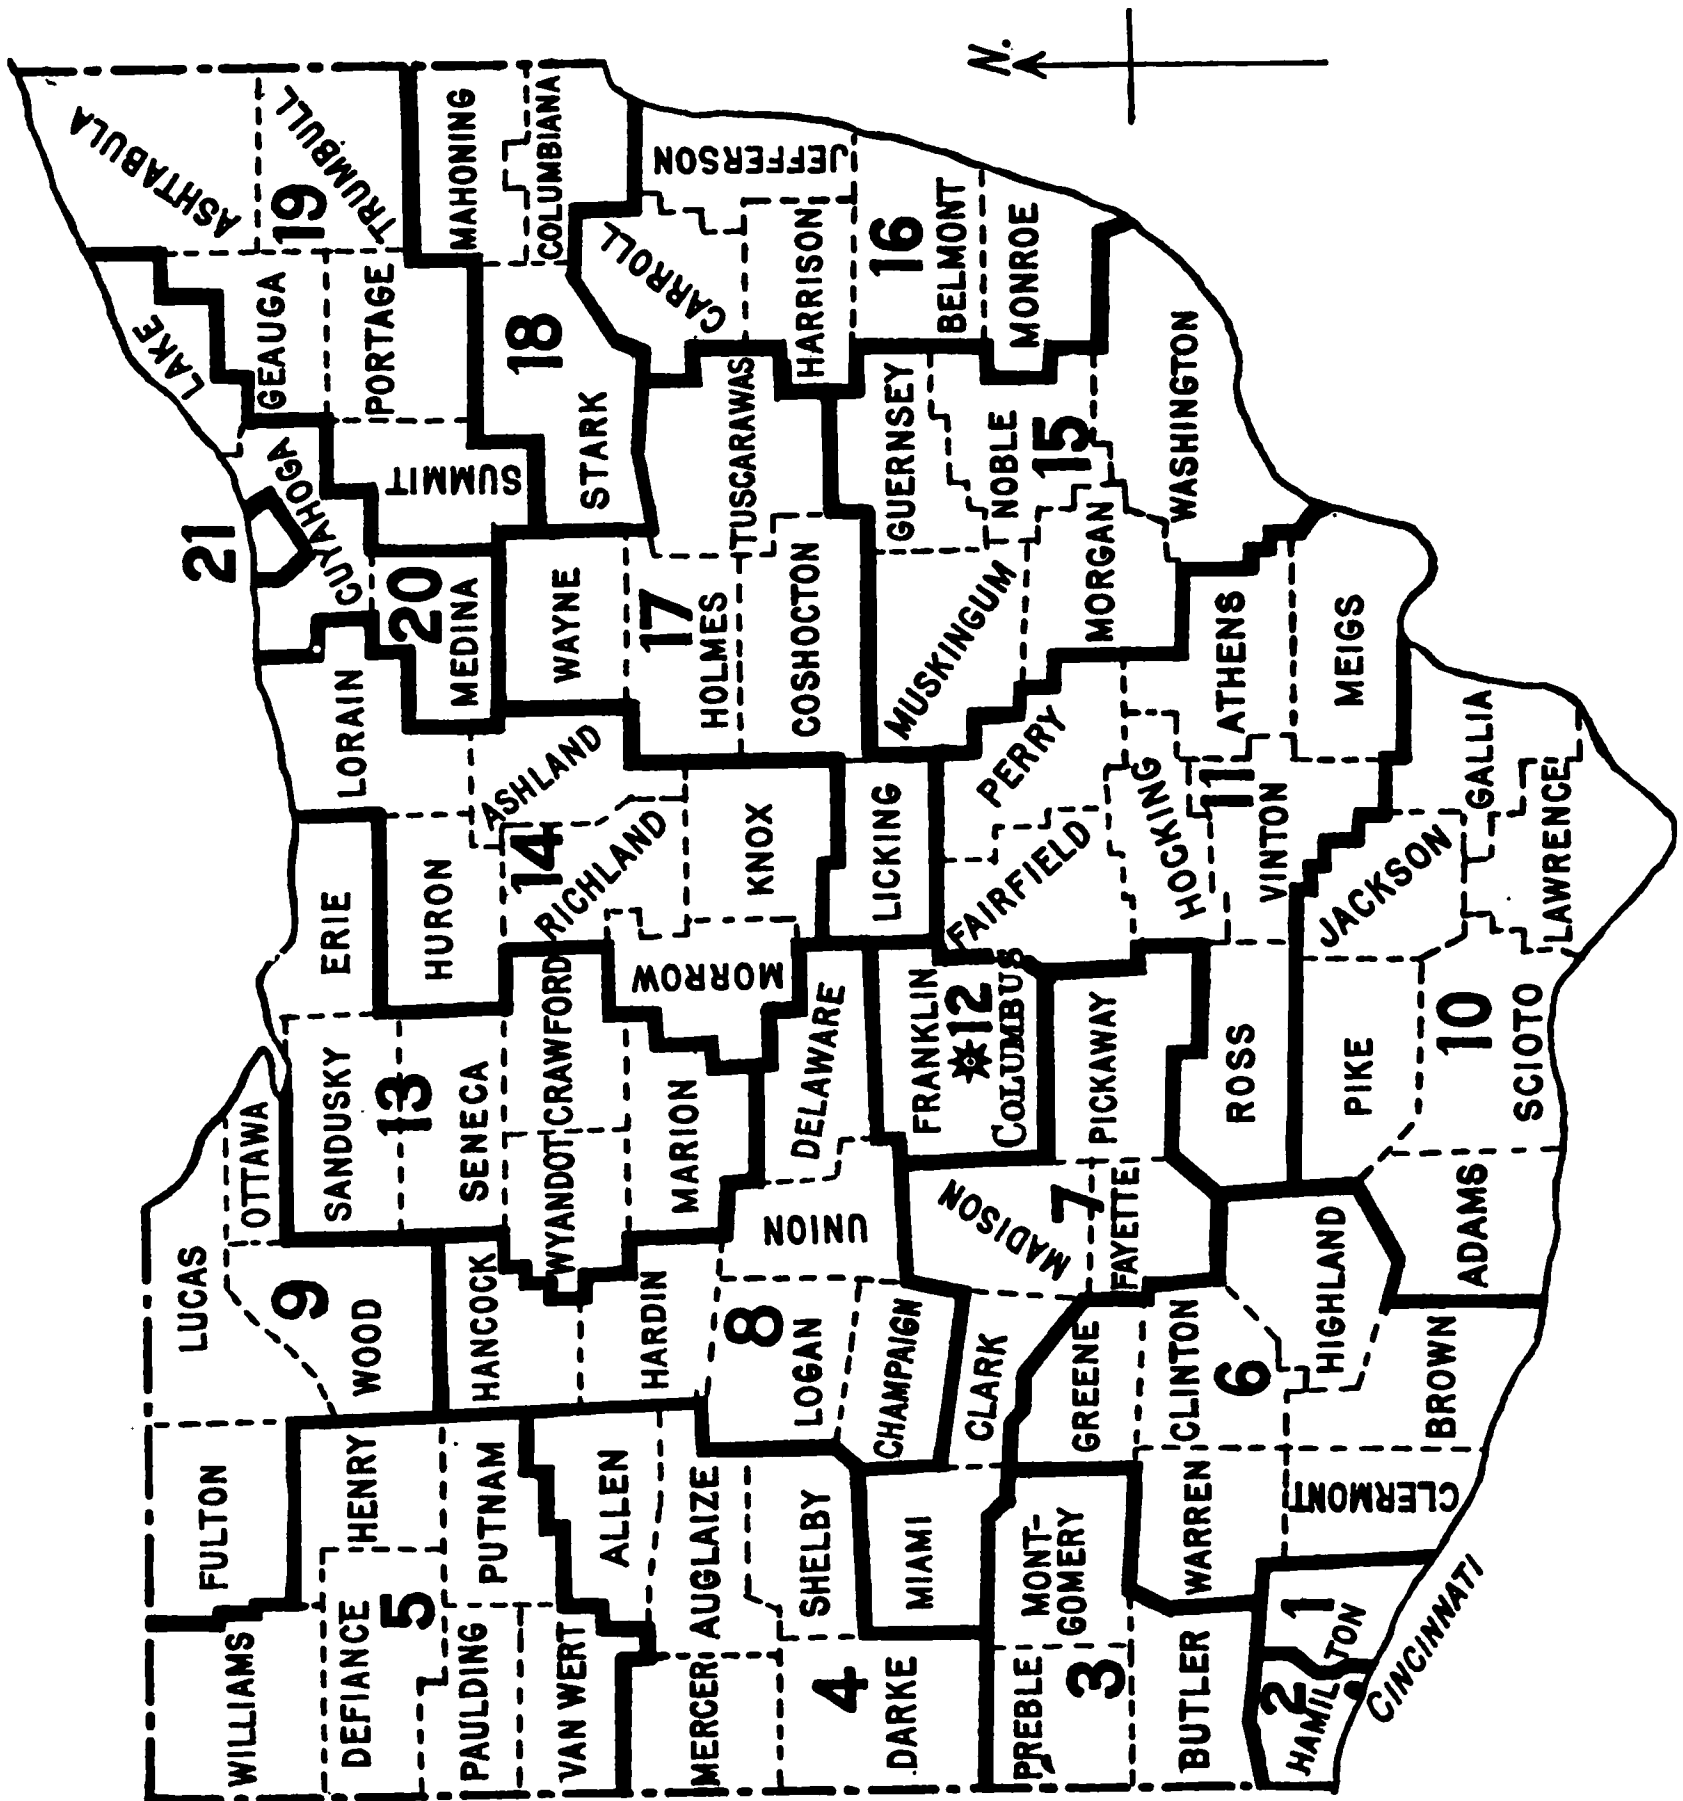 N.
WILLIAMS
FULTON
LUCAS
OTTAWA
ERIE
LORAIN
21
CUYAHOGA
LAKE
GEAUGA
ASHTABULA
TRUMBULL
19
DEFIANCE
5
HENRY
WOOD
9
SANDUSKY
13
SENECA
HURON
MEDINA
20
SUMMIT
PORTAGE
MAHONING
COLUMBIANA
PAULDING
PUTNAM
HANCOCK
WYANDOT
CRAWFORD
14
RICHLAND
ASHLAND
WAYNE
STARK
18
VAN WERT
ALLEN
HARDIN
MARION
MORROW
KNOX
HOLMES
17
TUSCARAWAS
CARROLL
JEFFERSON
MERCER
AUGLAIZE
LOGAN
8
UNION
DELAWARE
LICKING
COSHOCTON
GUERNSEY
HARRISON
16
BELMONT
DARKE
4
SHELBY
MIAMI
CHAMPAIGN
CLARK
MADISON
FRANKLIN
12
COLUMBUS
FAIRFIELD
PERRY
MUSKINGUM
MORGAN
NOBLE
15
MONROE
PREBLE
3
MONT-
GOMERY
GREENE
FAYETTE
7
PICKAWAY
HOCKING
11
ATHENS
WASHINGTON
BUTLER
WARREN
CLINTON
6
HIGHLAND
ROSS
VINTON
MEIGS
HAMILTON
2
1
CINCINNATI
CLERMONT
BROWN
ADAMS
PIKE
10
SCIOTO
JACKSON
GALLIA
LAWRENCE